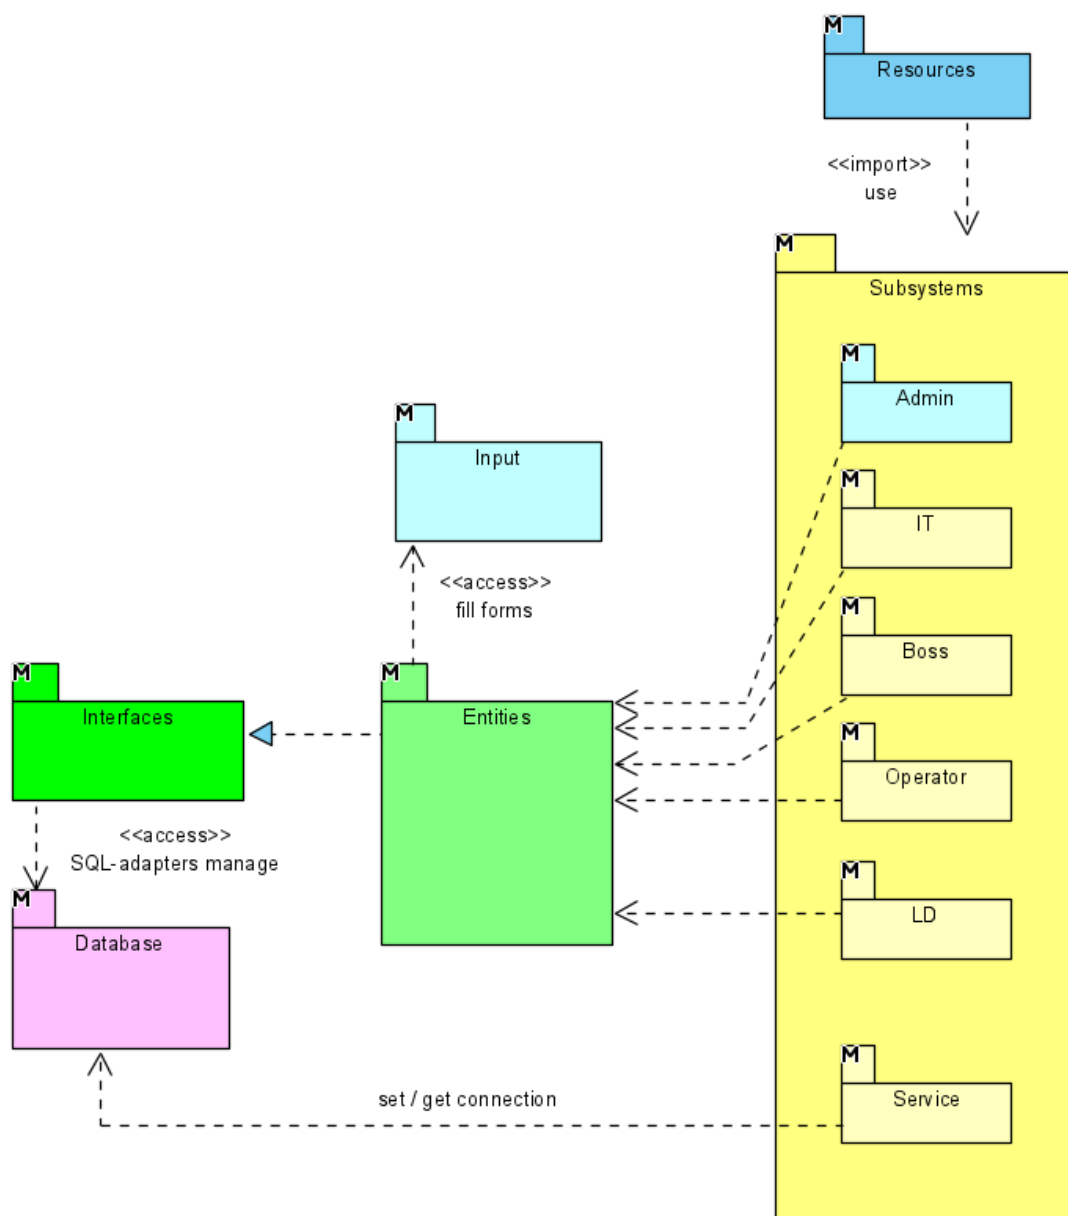 M
Resources
<<import>>
use
M
Subsystems
M
Admin
M
Input
M
IT
<<access>>
fill forms
M
Boss
M
Interfaces
M
Entities
M
Operator
<<access>>
SQL-adapters manage
M
LD
M
Database
M
Service
set / get connection